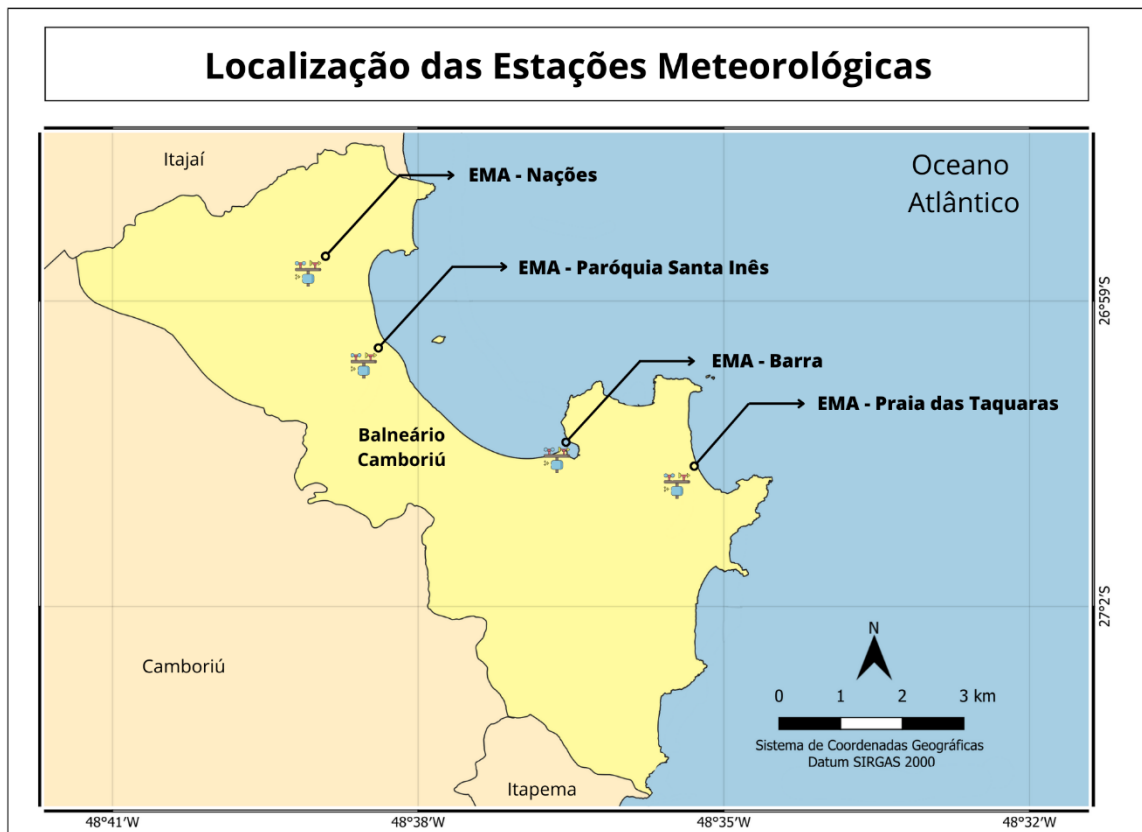 Localização das Estações Meteorológicas
Itajaí
EMA - Nações
Oceano
Atlântico
EMA - Paróquia Santa Inês
26°59'S
EMA - Barra
EMA - Praia das Taquaras
Balneário
Camboriú
27°2'S
Camboriú
N
0 1 2 3 km
Sistema de Coordenadas Geográficas
Datum SIRGAS 2000
Itapema
48°41'O 48°38'O 48°35'O 48°32'O